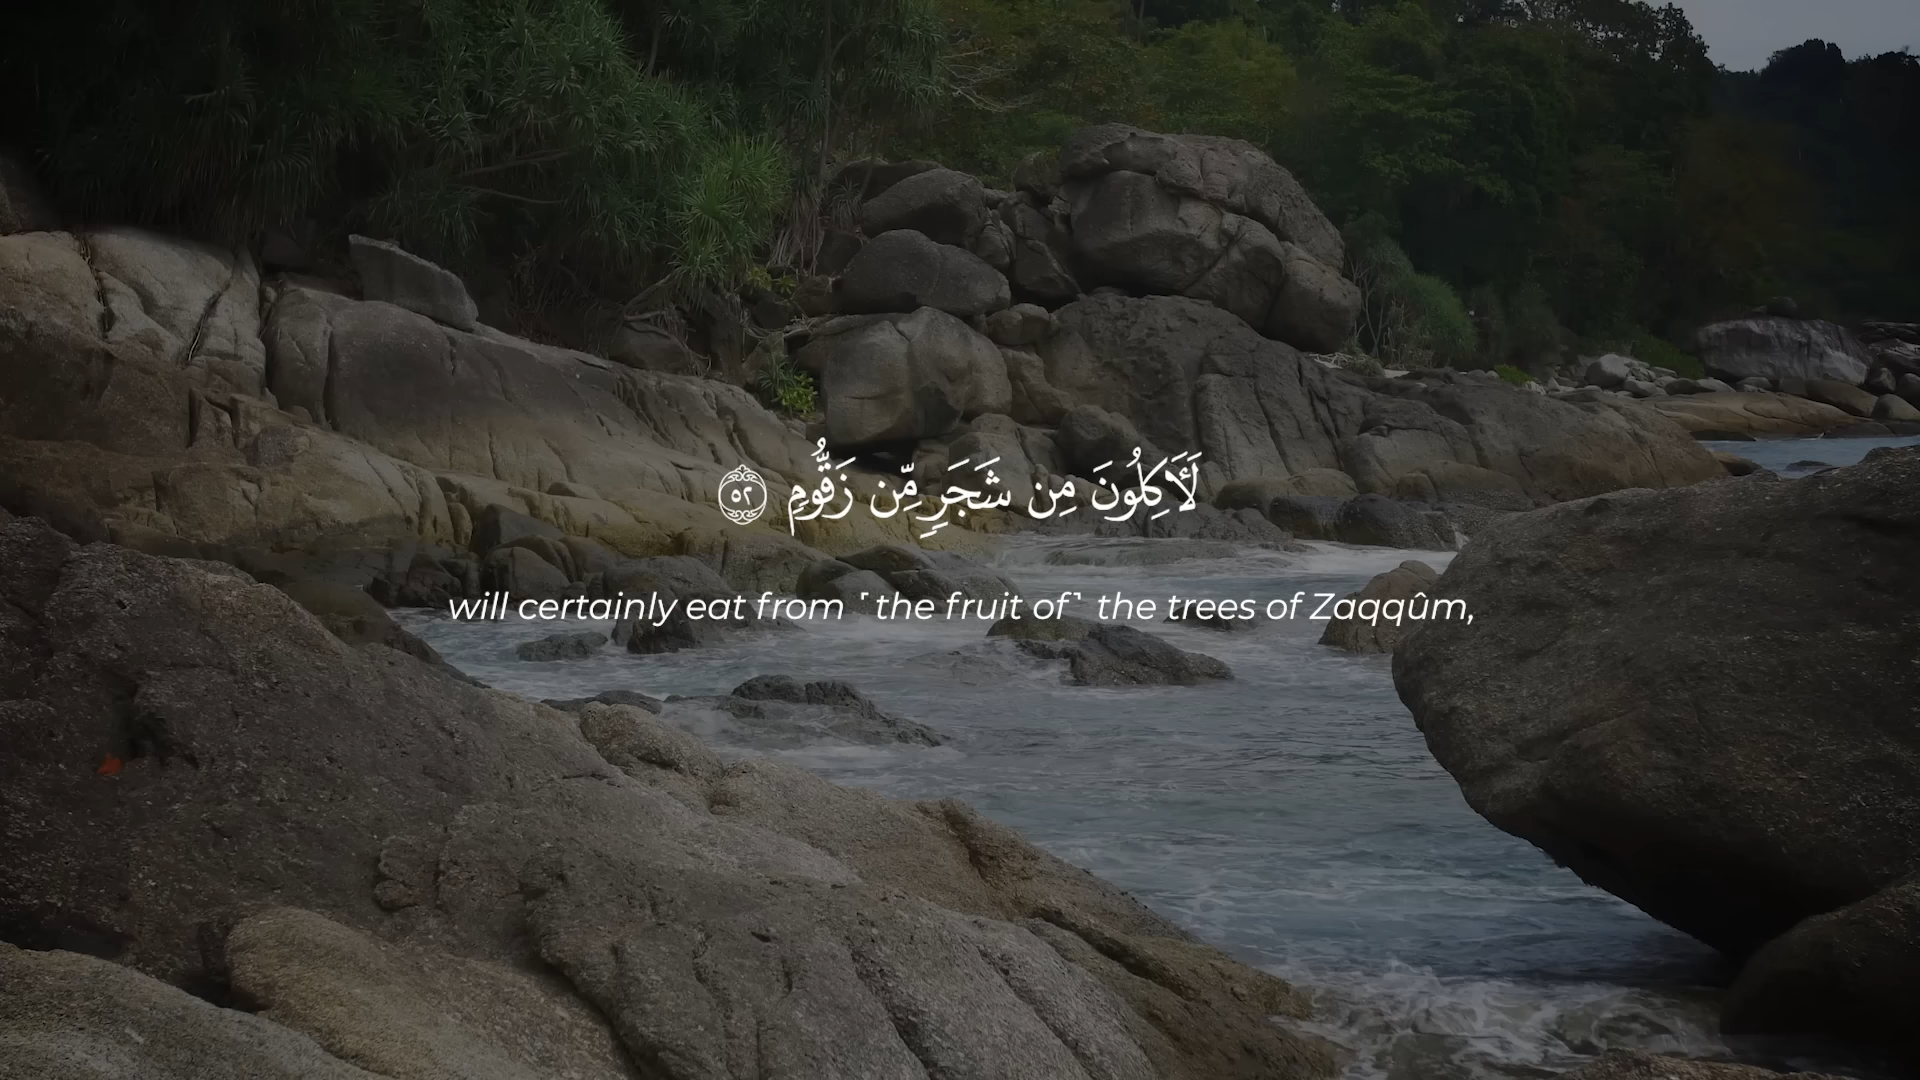 لَـَٔاكِلُونَ مِن شَجَرٍ مِّن زَقُّومٍ ٥٢
will certainly eat from ˹the fruit of˺ the trees of Zaqqûm,